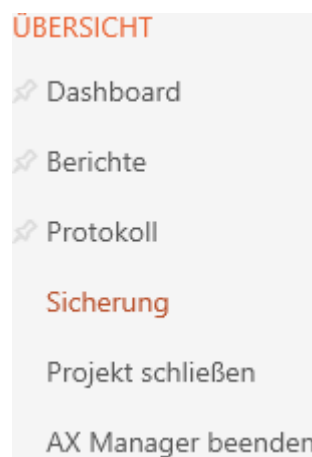 ÜBERSICHT
Dashboard
Berichte
Protokoll
Sicherung
Projekt schließen
AX Manager beenden